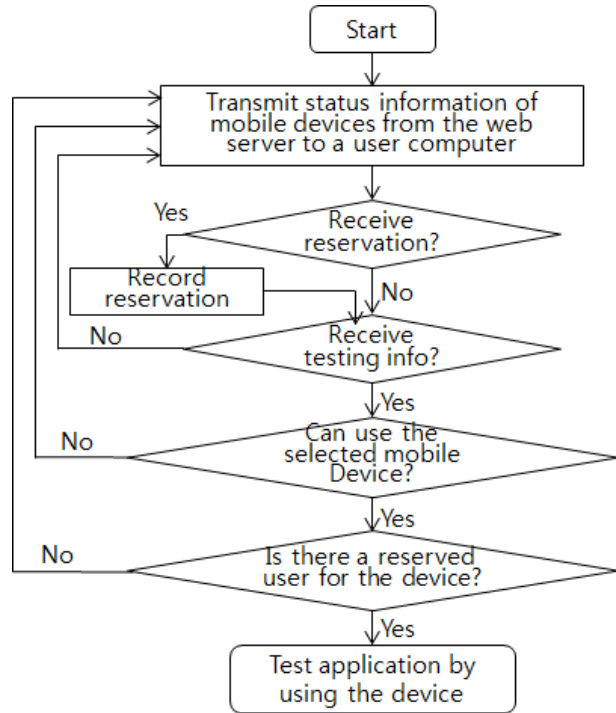 Start
Transmit status information of
mobile devices from the web
server to a user computer
Yes
Receive
reservation?
Record
reservation
No
No
Receive
testing info?
Yes
No
Can use the
selected mobile
Device?
Yes
No
Is there a reserved
user for the device?
Yes
Test application by
using the device